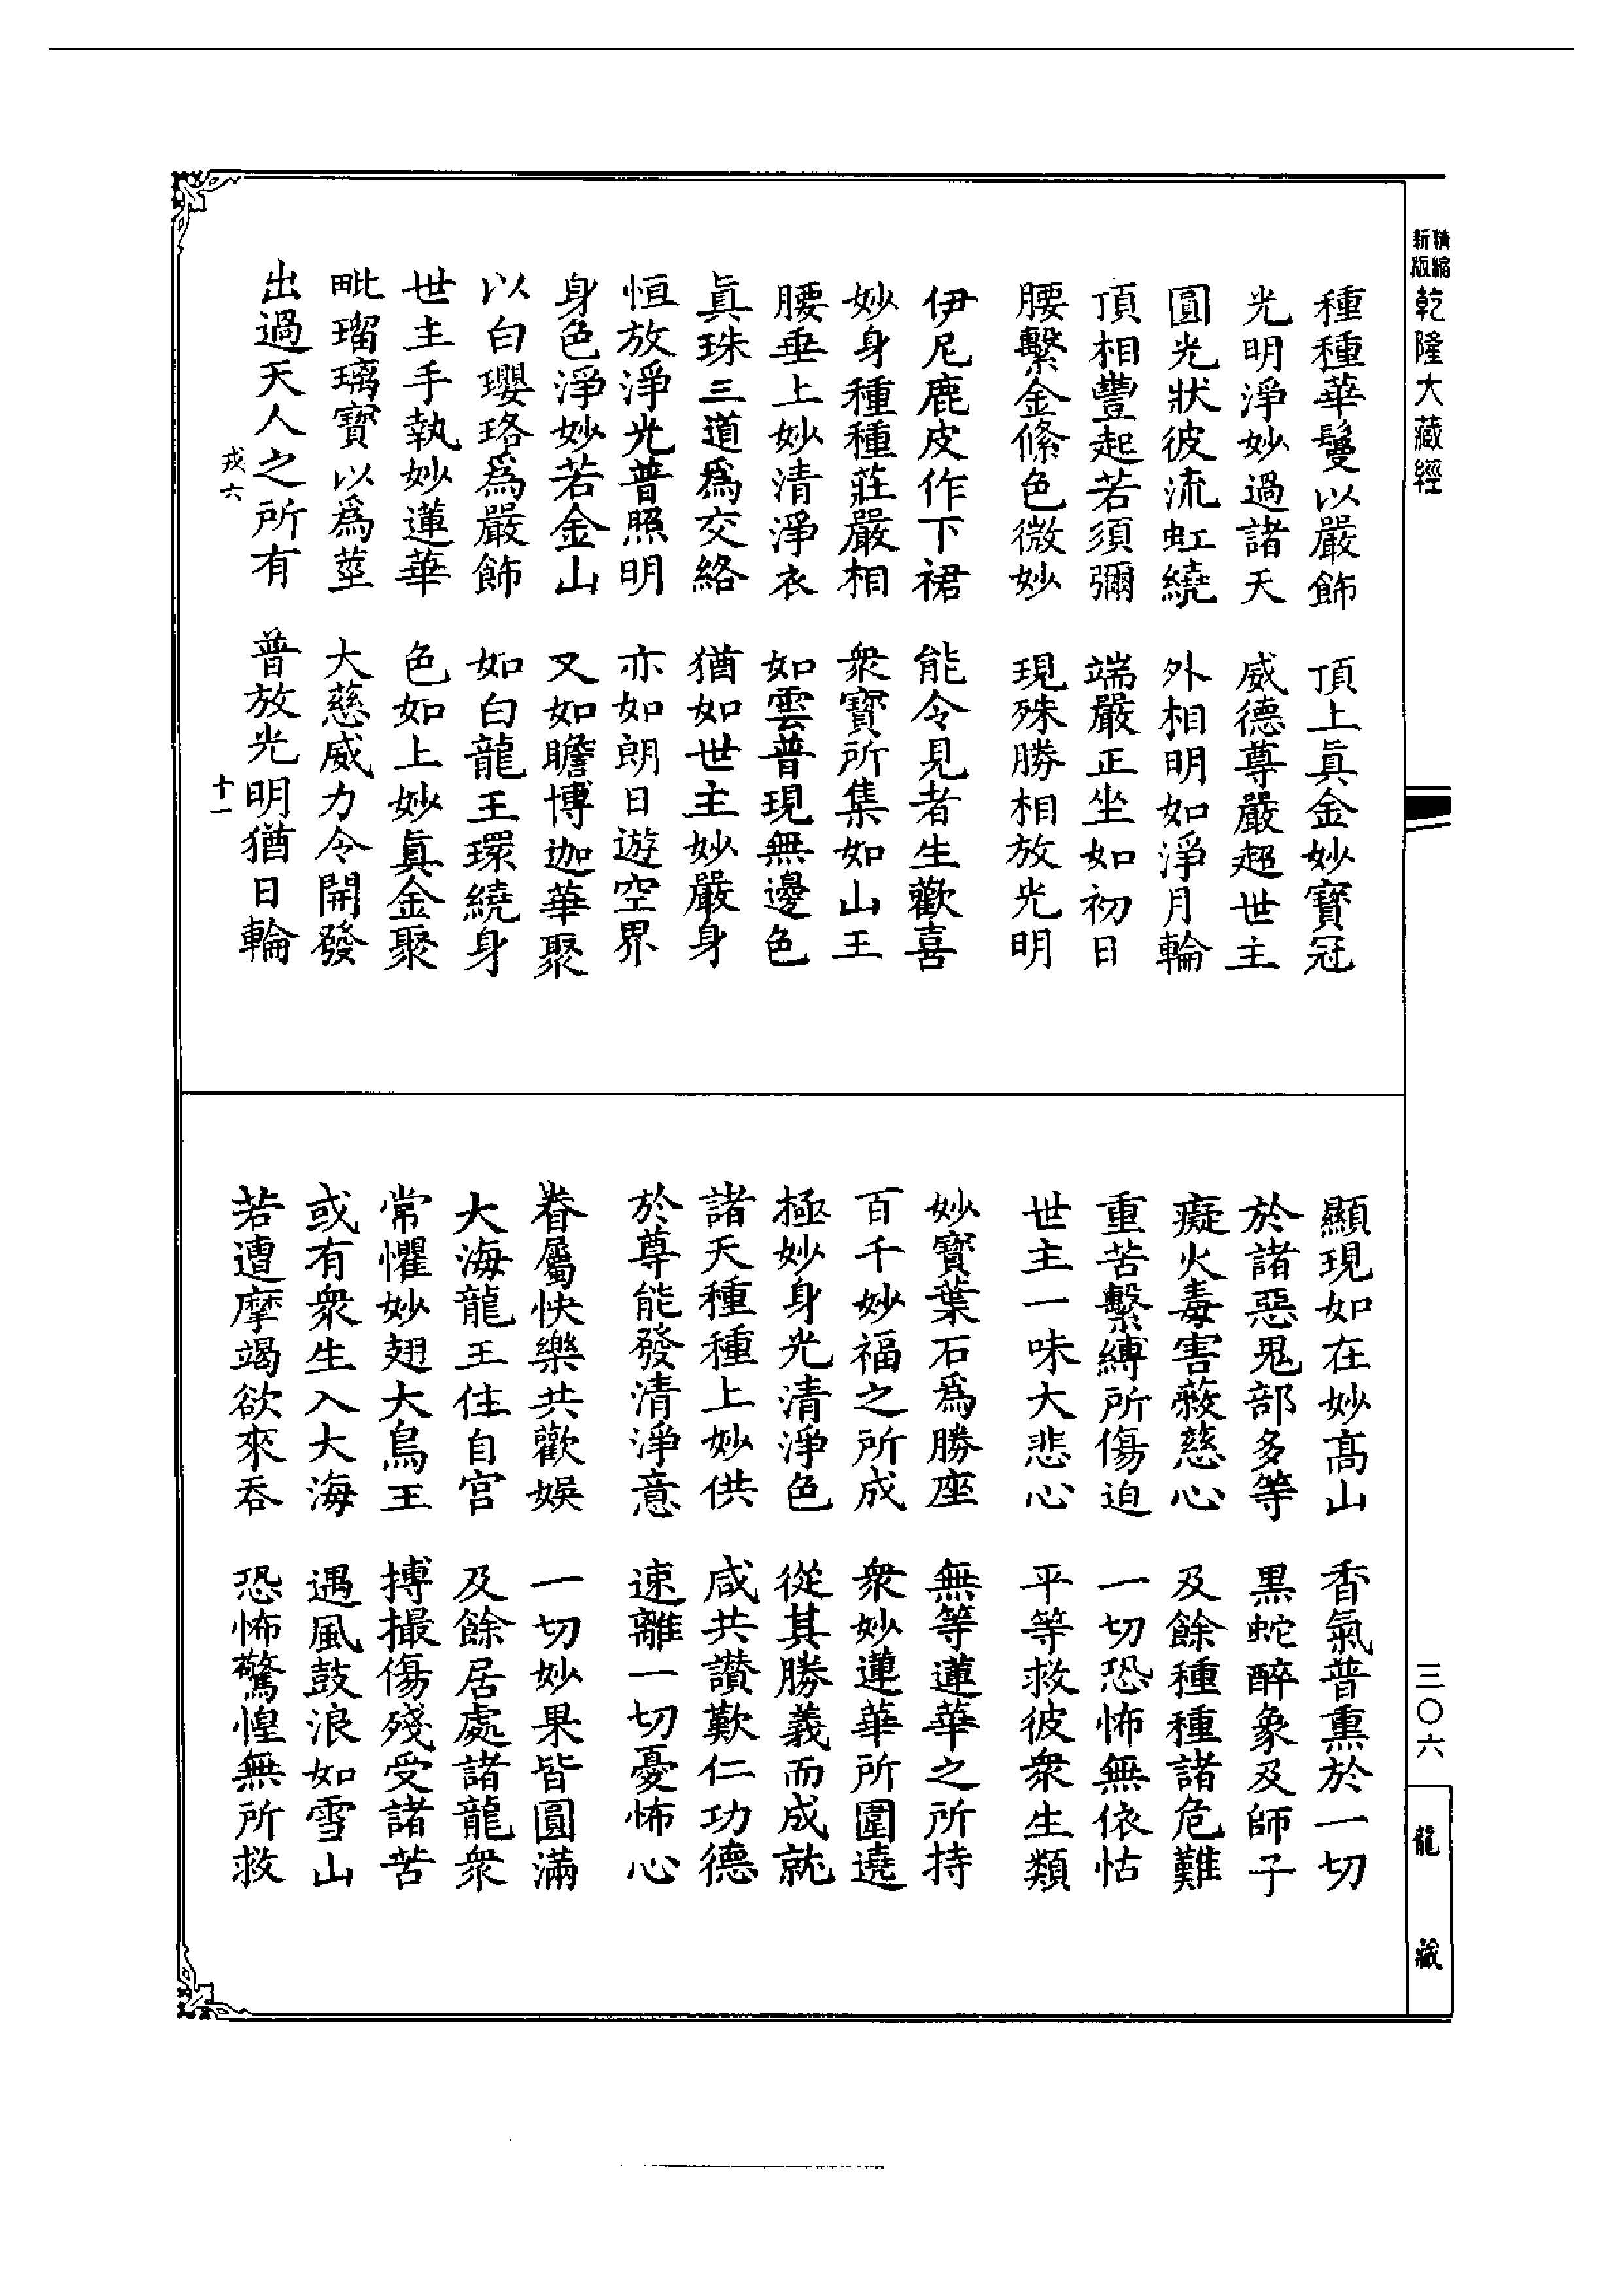 精縮新版乾隆大藏經
三〇六
龍藏
種種華鬘以嚴飾　頂上眞金妙寶冠
光明淨妙過諸天　威德尊嚴超世主
圓光狀彼流虹繞　外相明如淨月輪
頂相豐起若須彌　端嚴正坐如初日
腰繫金絛色微妙　現殊勝相放光明
伊尼鹿皮作下裙　能令見者生歡喜
妙身種種莊嚴相　衆寶所集如山王
腰垂上妙清淨衣　如雲普現無邊色
眞珠三道爲交絡　猶如世主妙嚴身
恒放淨光普照明　亦如朗日遊空界
身色淨妙若金山　又如瞻博迦華聚
以白瓔珞爲嚴飾　如白龍王環繞身
世主手執妙蓮華　色如上妙眞金聚
毗瑠璃寶以爲莖　大慈威力令開發
出過天人之所有　普放光明猶日輪
戎六　十一
顯現如在妙高山　香氣普熏於一切
於諸惡鬼部多等　黑蛇醉象及師子
癡火毒害蔽慈心　及餘種種諸危難
重苦繫縛所傷迫　一切恐怖無依怙
世主一味大悲心　平等救彼衆生類
妙寶葉石爲勝座　無等蓮華之所持
百千妙福之所成　衆妙蓮華所圍遶
極妙身光清淨色　從其勝義而成就
諸天種種上妙供　咸共讚歎仁功德
於尊能發清淨意　速離一切憂怖心
眷屬快樂共歡娛　一切妙果皆圓滿
大海龍王住自宮　及餘居處諸龍衆
常懼妙翅大鳥王　搏撮傷殘受諸苦
或有衆生入大海　遇風鼓浪如雪山
若遭摩竭欲來吞　恐怖驚惶無所救